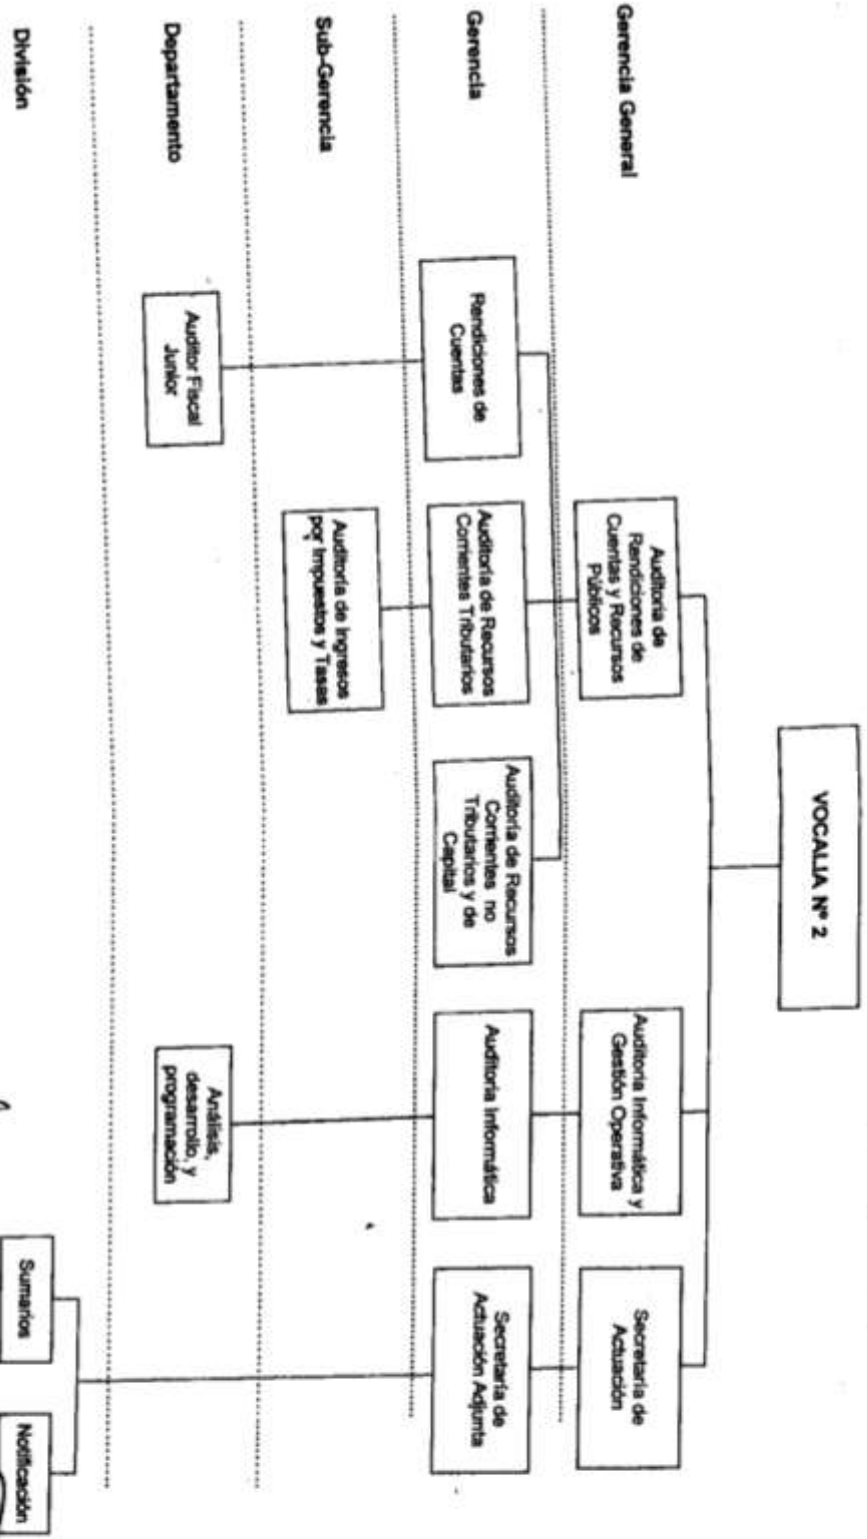 VOCALIA Nº 2
Gerencia General
Auditoria de
Rendiciones de
Cuentas y Recursos
Públicos
Auditoria Informática y
Gestión Operativa
Secretaría de
Actuación
Gerencia
Rendiciones de
Cuentas
Auditoría de Recursos
Corrientes Tributarios
Auditoría de Recursos
Corrientes no
Tributarios y de
Capital
Auditoría Informática
Secretaría de
Actuación Adjunta
Sub-Gerencia
Auditoría de Ingresos
por Impuestos y Tasas
Departamento
Auditor Fiscal
Junior
Análisis,
desarrollo, y
programación
División
Sumarios
Notificación